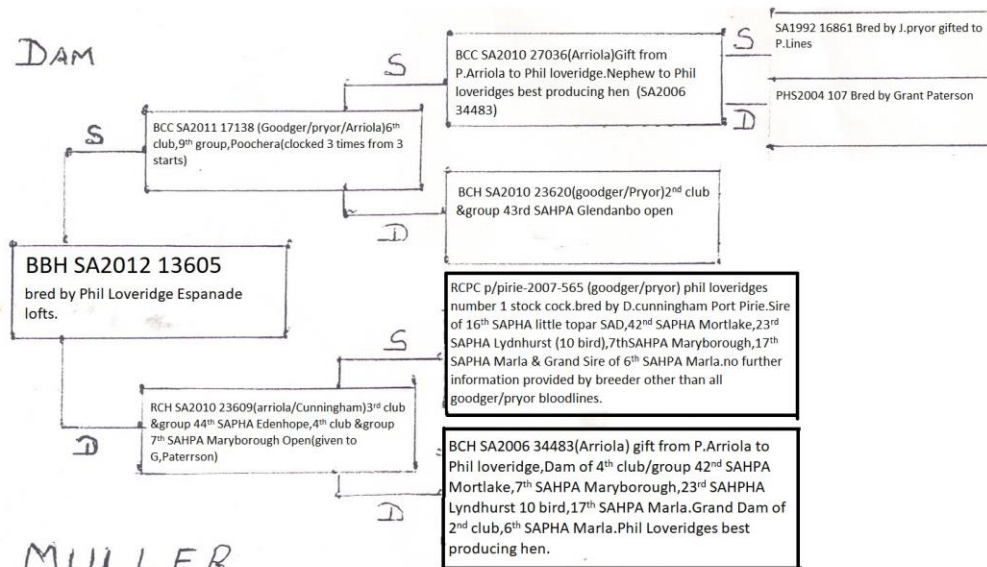 DAM
S
BCC SA2010 27036(Arriola)Gift from
P.Arriola to Phil loveridge.Nephew to Phil
loveridges best producing hen (SA2006
34483)
S
SA1992 16861 Bred by J.pryor gifted to
P.Lines
D
PHS2004 107 Bred by Grant Paterson
S
BCC SA2011 17138 (Goodger/pryor/Arriola)6th
club,9th group,Poochera(clocked 3 times from 3
starts)
D
BCH SA2010 23620(goodger/Pryor)2nd club
&group 43rd SAHPA Glendanbo open
BBH SA2012 13605
bred by Phil Loveridge Espanade
lofts.
S
RCPC p/pirie-2007-565 (goodger/pryor) phil loveridges
number 1 stock cock.bred by D.cunningham Port Pirie.Sire
of 16th SAPHA little topar SAD,42nd SAPHA Mortlake,23rd
SAPHA Lydnhurst (10 bird),7thSAHPA Maryborough,17th
SAPHA Marla & Grand Sire of 6th SAHPA Marla.no further
information provided by breeder other than all
goodger/pryor bloodlines.
D
RCH SA2010 23609(arriola/Cunningham)3rd club
&group 44th SAPHA Edenhope,4th club &group
7th SAHPA Maryborough Open(given to
G,Paterrson)
D
BCH SA2006 34483(Arriola) gift from P.Arriola to
Phil loveridge,Dam of 4th club/group 42nd SAHPA
Mortlake,7th SAHPA Maryborough,23rd SAHPHA
Lyndhurst 10 bird,17th SAHPA Marla.Grand Dam of
2nd club,6th SAPHA Marla.Phil Loveridges best
producing hen.
MULLER